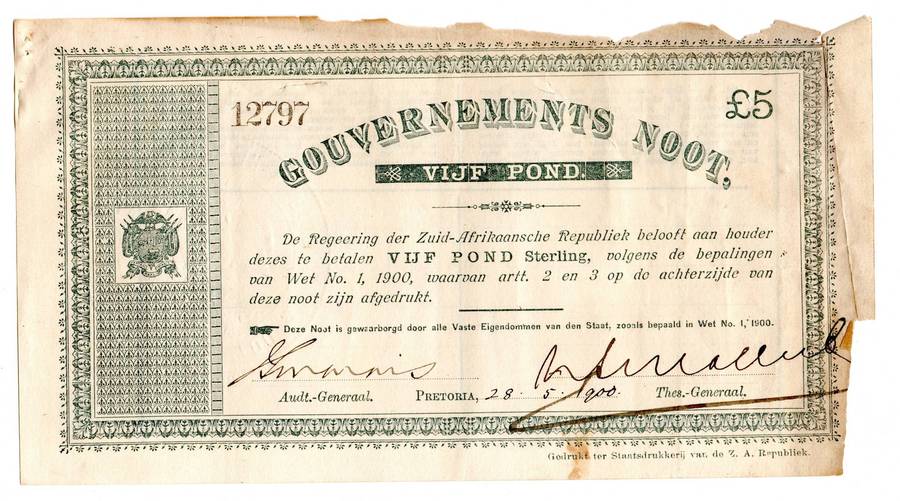 12797
£5
GOUVERNEMENTS NOOT,
VIJF POND.
De Regeering der Zuid-Afrikaansche Republiek belooft aan houder
dezes te betalen VIJF POND Sterling, volgens de bepalingen
van Wet No. 1, 1900, waarvan artt. 2 en 3 op de achterzijde van
deze noot zijn afgedrukt.
Deze Noot is gewaarborgd door alle Vaste Eigendommen van den Staat, zooals bepaald in Wet No. 1, 1900.
Audt.-Generaal. PRETORIA, 28.5.1900. Thes.-Generaal.
Gedrukt ter Staatsdrukkerij van de Z. A. Republiek.